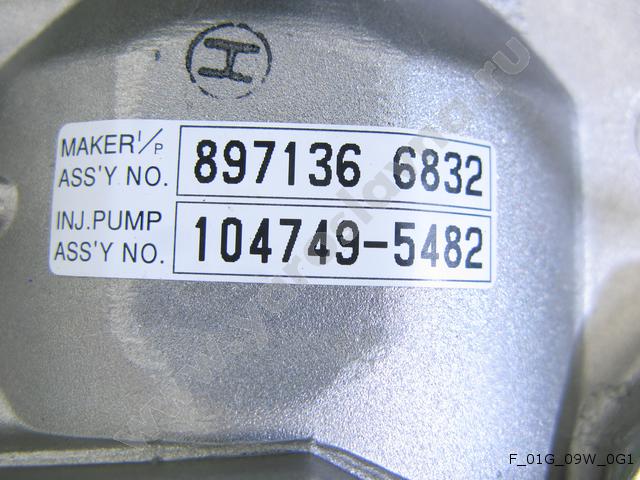 H
MAKER I/P
ASS'Y NO.
897136 6832
INJ.PUMP
ASS'Y NO.
104749-5482
F_01G_09W_0G1